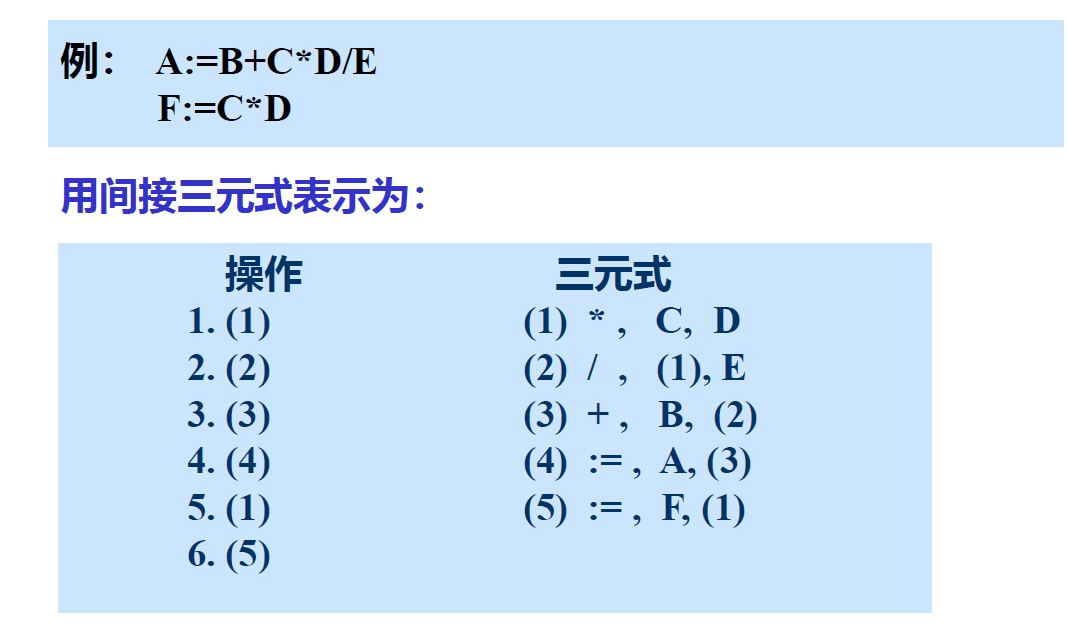 例： A:=B+C*D/E
F:=C*D
用间接三元式表示为：
操作 三元式
1. (1) (1) * , C, D
2. (2) (2) / , (1), E
3. (3) (3) + , B, (2)
4. (4) (4) := , A, (3)
5. (1) (5) := , F, (1)
6. (5)